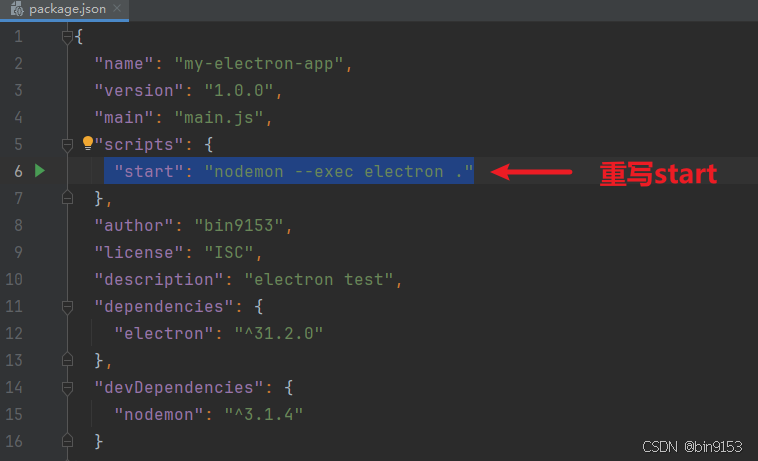 package.json
1 {
2 "name": "my-electron-app",
3 "version": "1.0.0",
4 "main": "main.js",
5 "scripts": {
6 "start": "nodemon --exec electron ." 重写start
7 },
8 "author": "bin9153",
9 "license": "ISC",
10 "description": "electron test",
11 "dependencies": {
12 "electron": "^31.2.0"
13 },
14 "devDependencies": {
15 "nodemon": "^3.1.4"
16 }
CSDN @bin9153